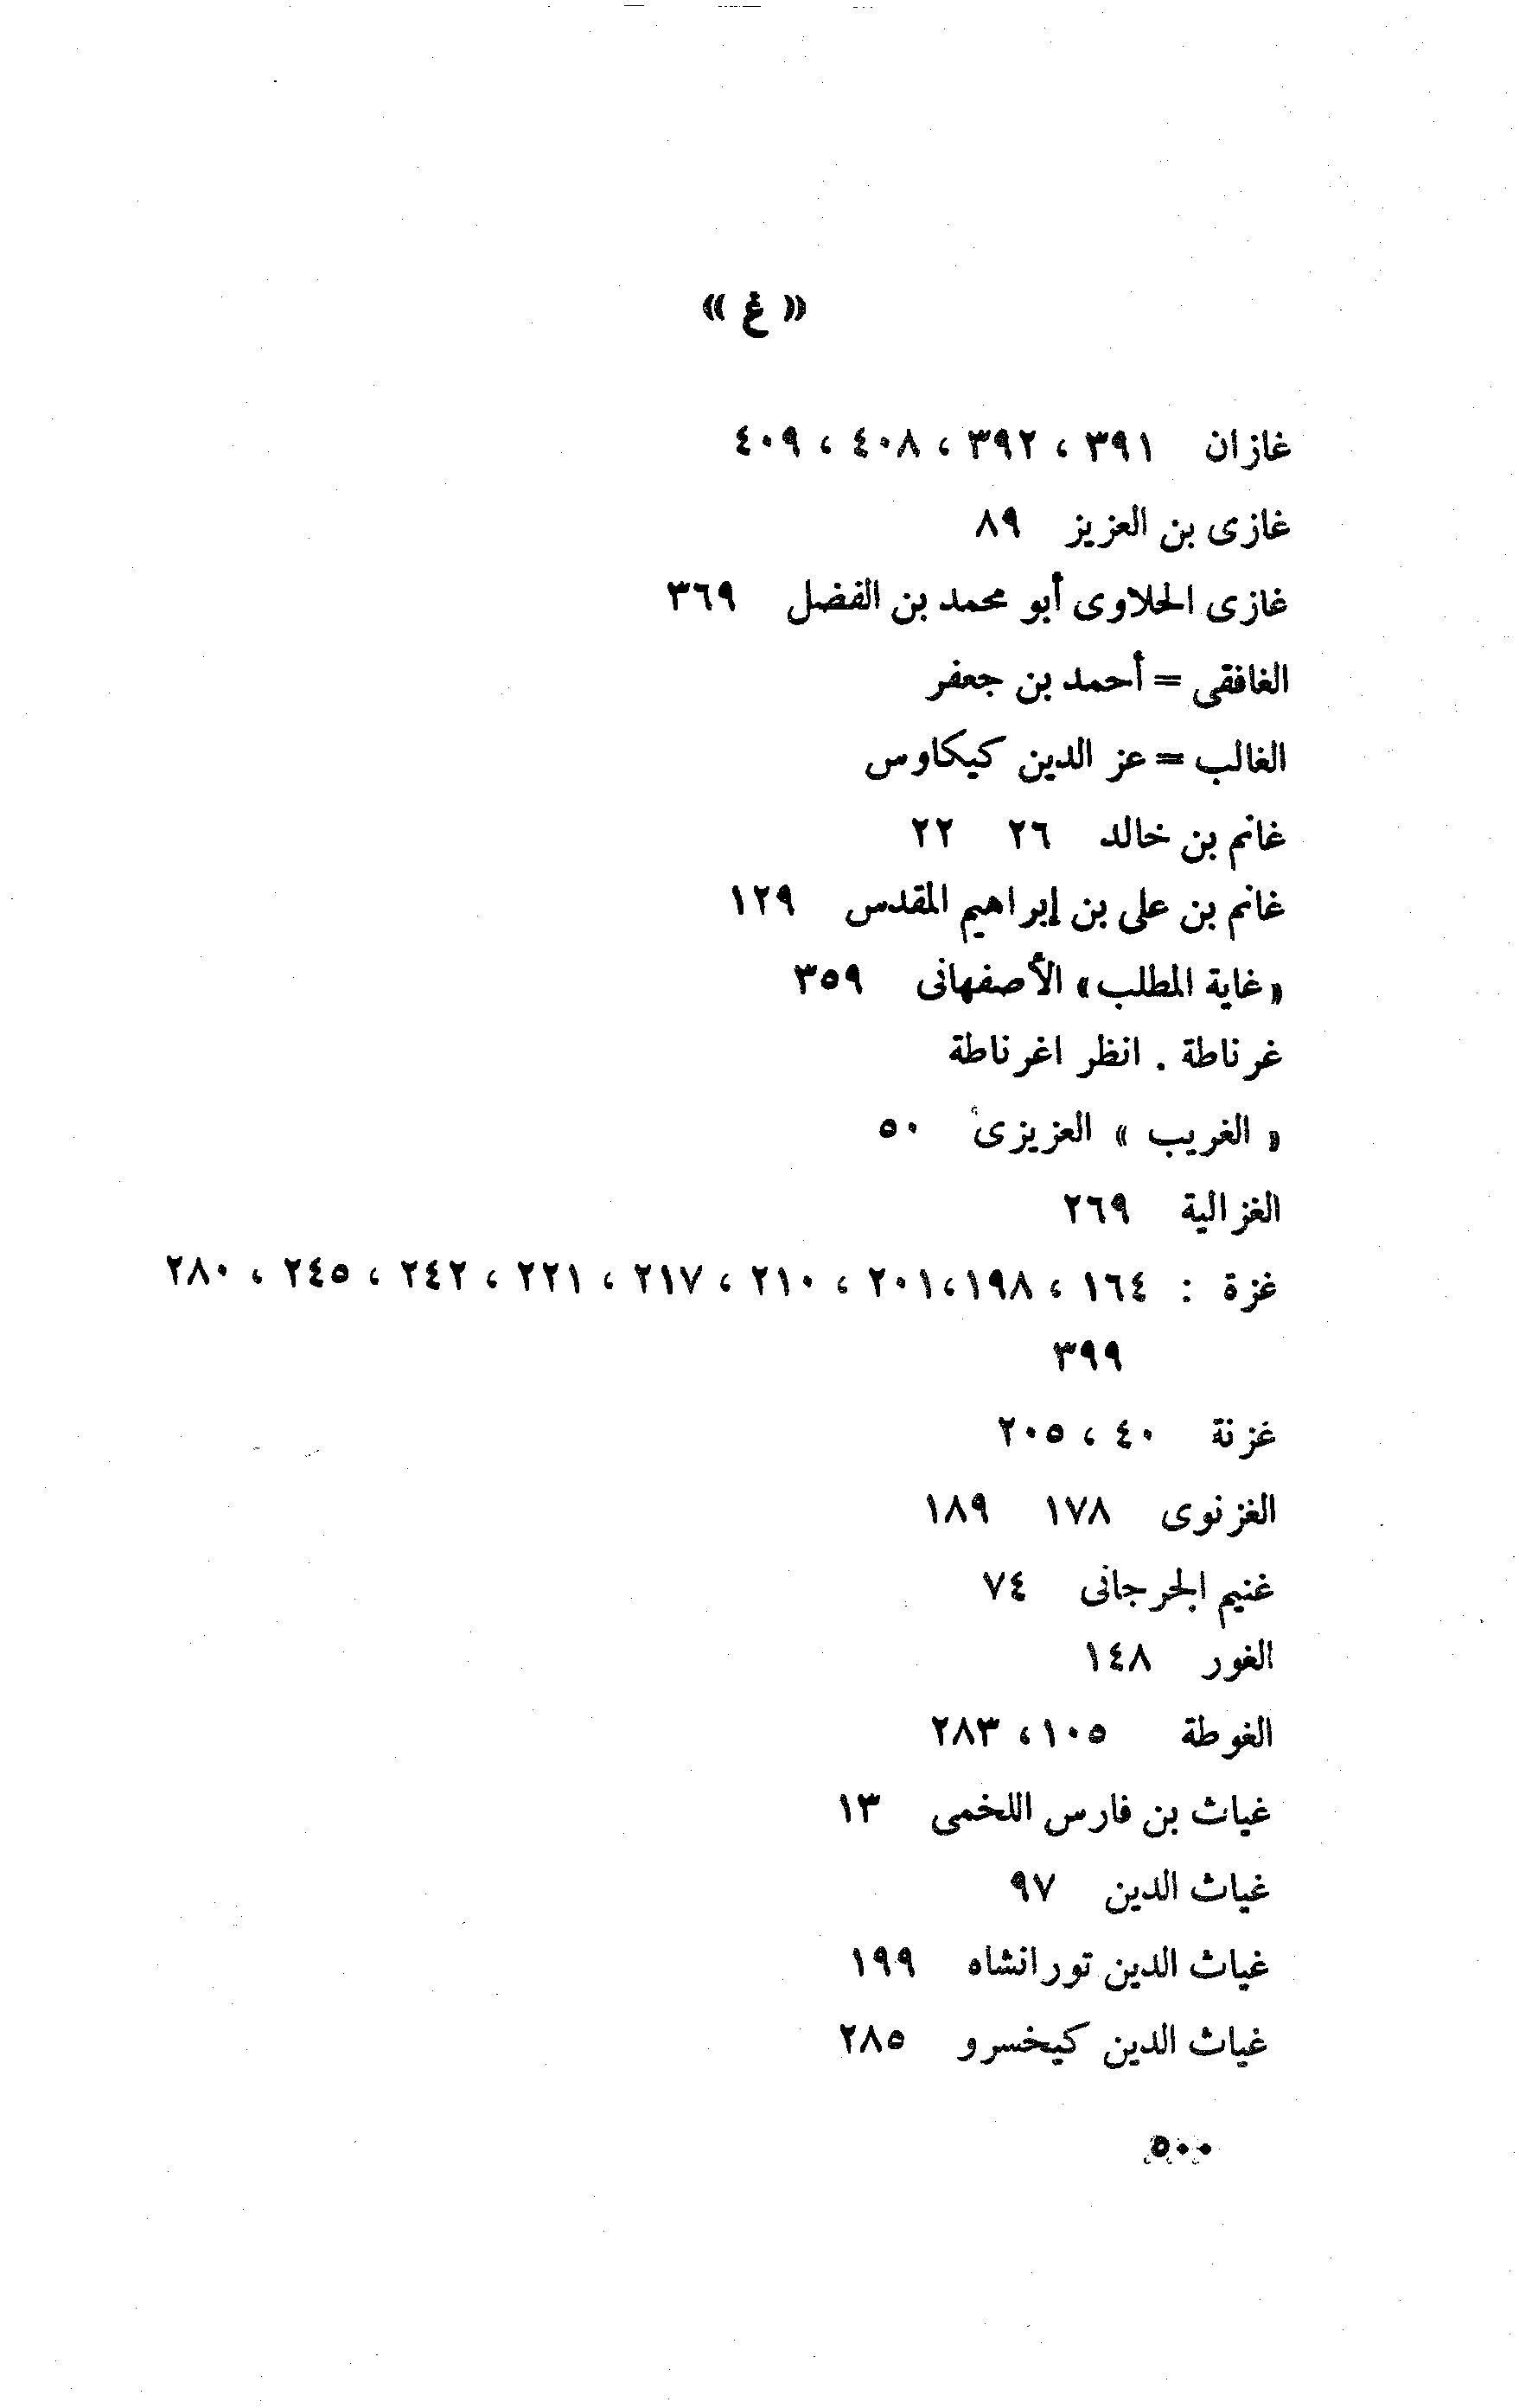 « غ »
غازان ٣٩١ ، ٣٩٢ ، ٤٠٨ ، ٤٠٩
غازى بن العزيز ٨٩
غازى الحلاوى أبو محمد بن الفضل ٣٦٩
الغافقى = أحمد بن جعفر
الغالب = عز الدين كيكاوس
غانم بن خالد ٢٦ ٢٢
غانم بن على بن إبراهيم المقدس ١٢٩
« غاية المطلب » الأصفهانى ٣٥٩
غرناطة . انظر اغرناطة
« الغريب » العزيزى ٥٠
الغزالية ٢٦٩
غزة : ١٦٤ ، ١٩٨،٢٠١ ، ٢١٠ ، ٢١٧ ، ٢٢١ ، ٢٤٢ ، ٢٤٥ ، ٢٨٠
٣٩٩
غزنة ٤٠ ، ٢٠٥
الغزنوى ١٧٨ ١٨٩
غنيم الجرجانى ٧٤
الغور ١٤٨
الغوطة ١٠٥، ٢٨٣
غياث بن فارس اللخمى ١٣
غياث الدين ٩٧
غياث الدين تورانشاه ١٩٩
غياث الدين كيخسرو ٢٨٥
٥٠٠